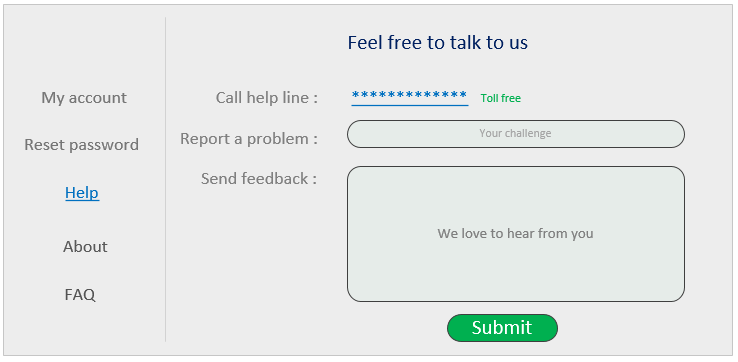 Feel free to talk to us
My account
Reset password
Help
About
FAQ
Call help line : ************* Toll free
Report a problem : Your challenge
Send feedback : We love to hear from you
Submit